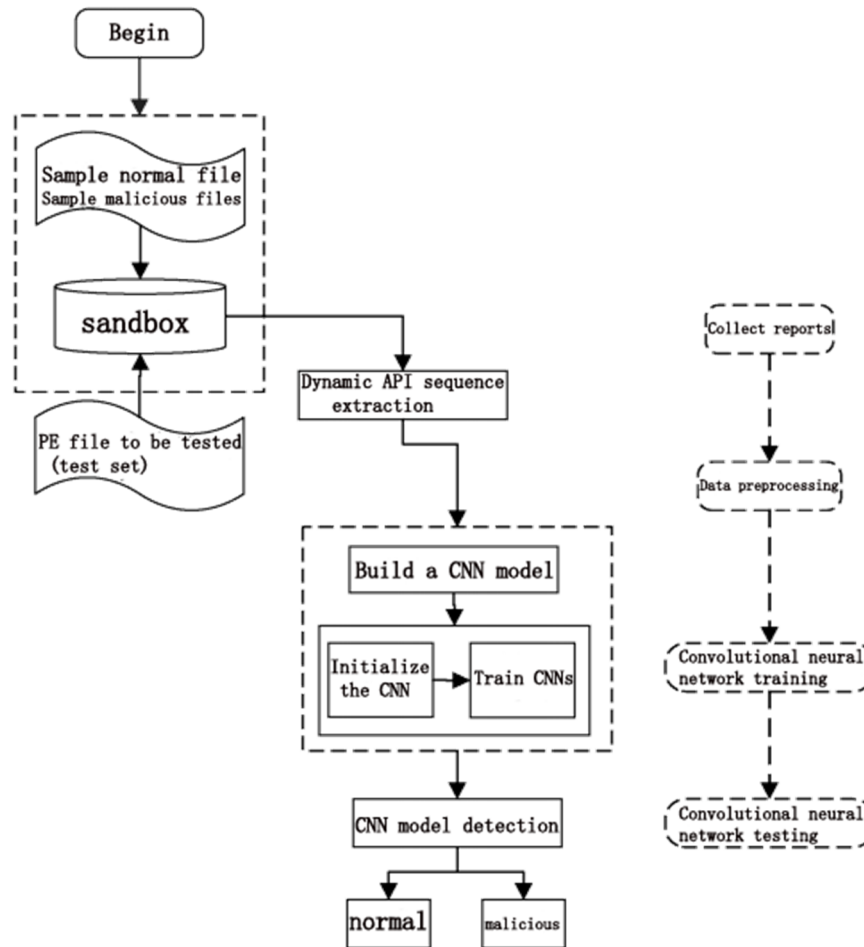 Begin
Sample normal file
Sample malicious files
sandbox
PE file to be tested
(test set)
Dynamic API sequence
extraction
Build a CNN model
Initialize
the CNN
Train CNNs
CNN model detection
normal
malicious
Collect reports
Data preprocessing
Convolutional neural
network training
Convolutional neural
network testing